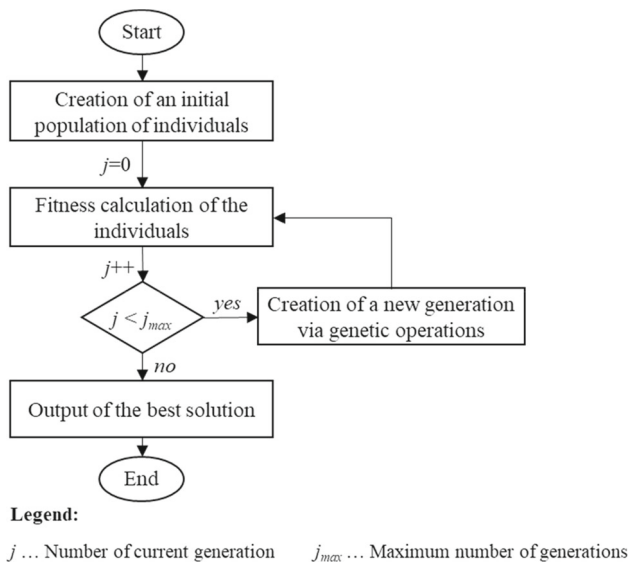 Start
Creation of an initial
population of individuals
j=0
Fitness calculation of the
individuals
j++
j < jmax
yes
Creation of a new generation
via genetic operations
no
Output of the best solution
End
Legend:
j … Number of current generation
jmax … Maximum number of generations